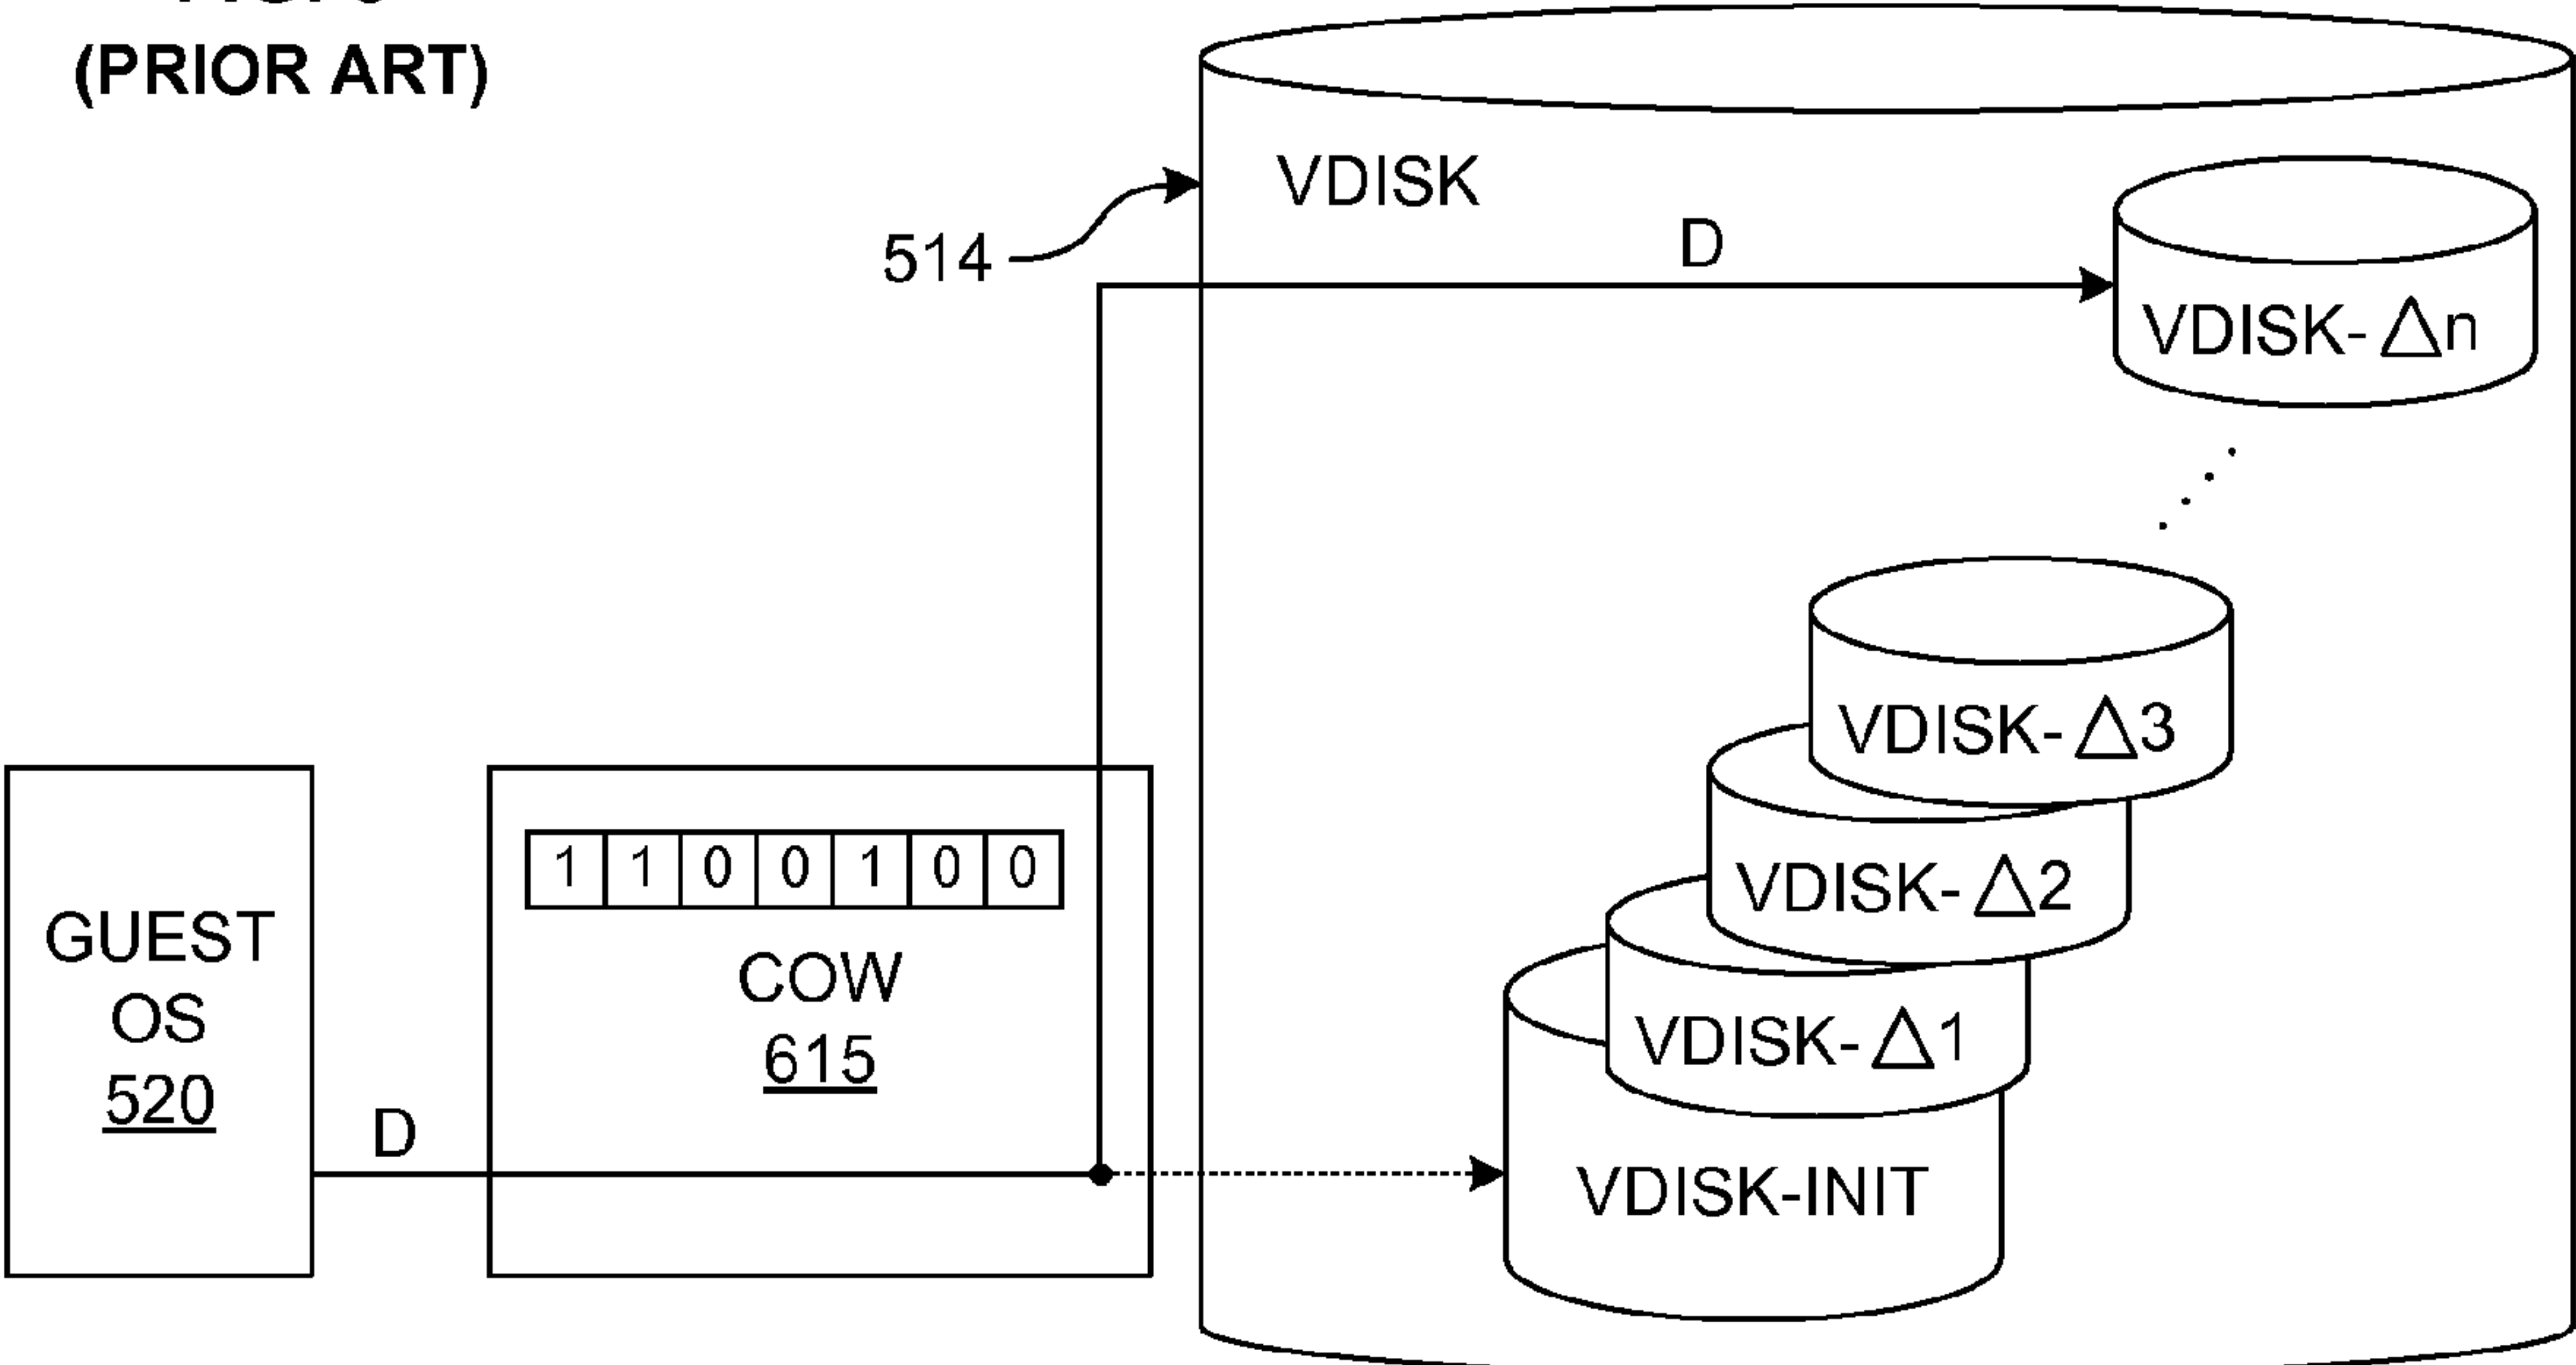 (PRIOR ART)
VDISK
514
D
VDISK- △n
VDISK- △3
1 1 0 0 1 0 0
VDISK- △2
GUEST
OS
520
COW
615
VDISK- △1
D
VDISK-INIT